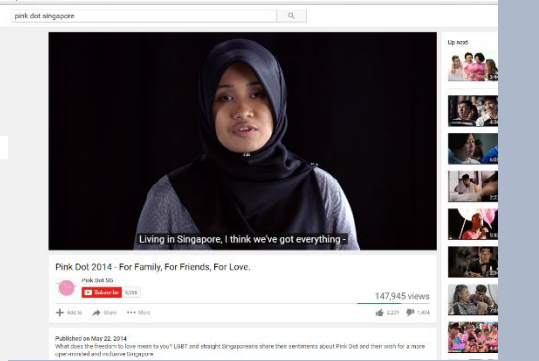 pink dot singapore
Up next
Living in Singapore, I think we've got everything -
Pink Dot 2014 - For Family, For Friends, For Love.
Pink Dot SG
Subscribe
147,945 views
Add to Share More
Published on May 22, 2014
What does the freedom to love mean to you? LGBT and straight Singaporeans share their sentiments about Pink Dot and their wish for a more
open-minded and inclusive Singapore.